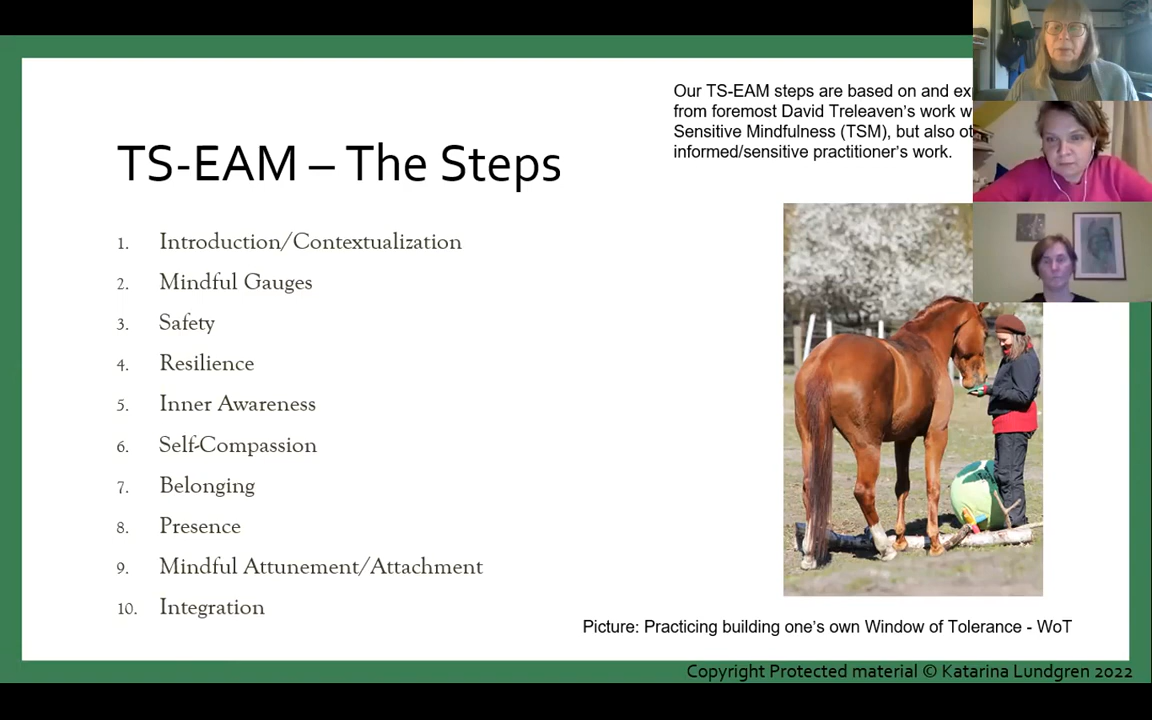 TS-EAM – The Steps
Our TS-EAM steps are based on and
from foremost David Treleaven's work
Sensitive Mindfulness (TSM), but also
informed/sensitive practitioner's work.
1. Introduction/Contextualization
2. Mindful Gauges
3. Safety
4. Resilience
5. Inner Awareness
6. Self-Compassion
7. Belonging
8. Presence
9. Mindful Attunement/Attachment
10. Integration
Picture: Practicing building one's own Window of Tolerance - WoT
Copyright Protected material © Katarina Lundgren 2022